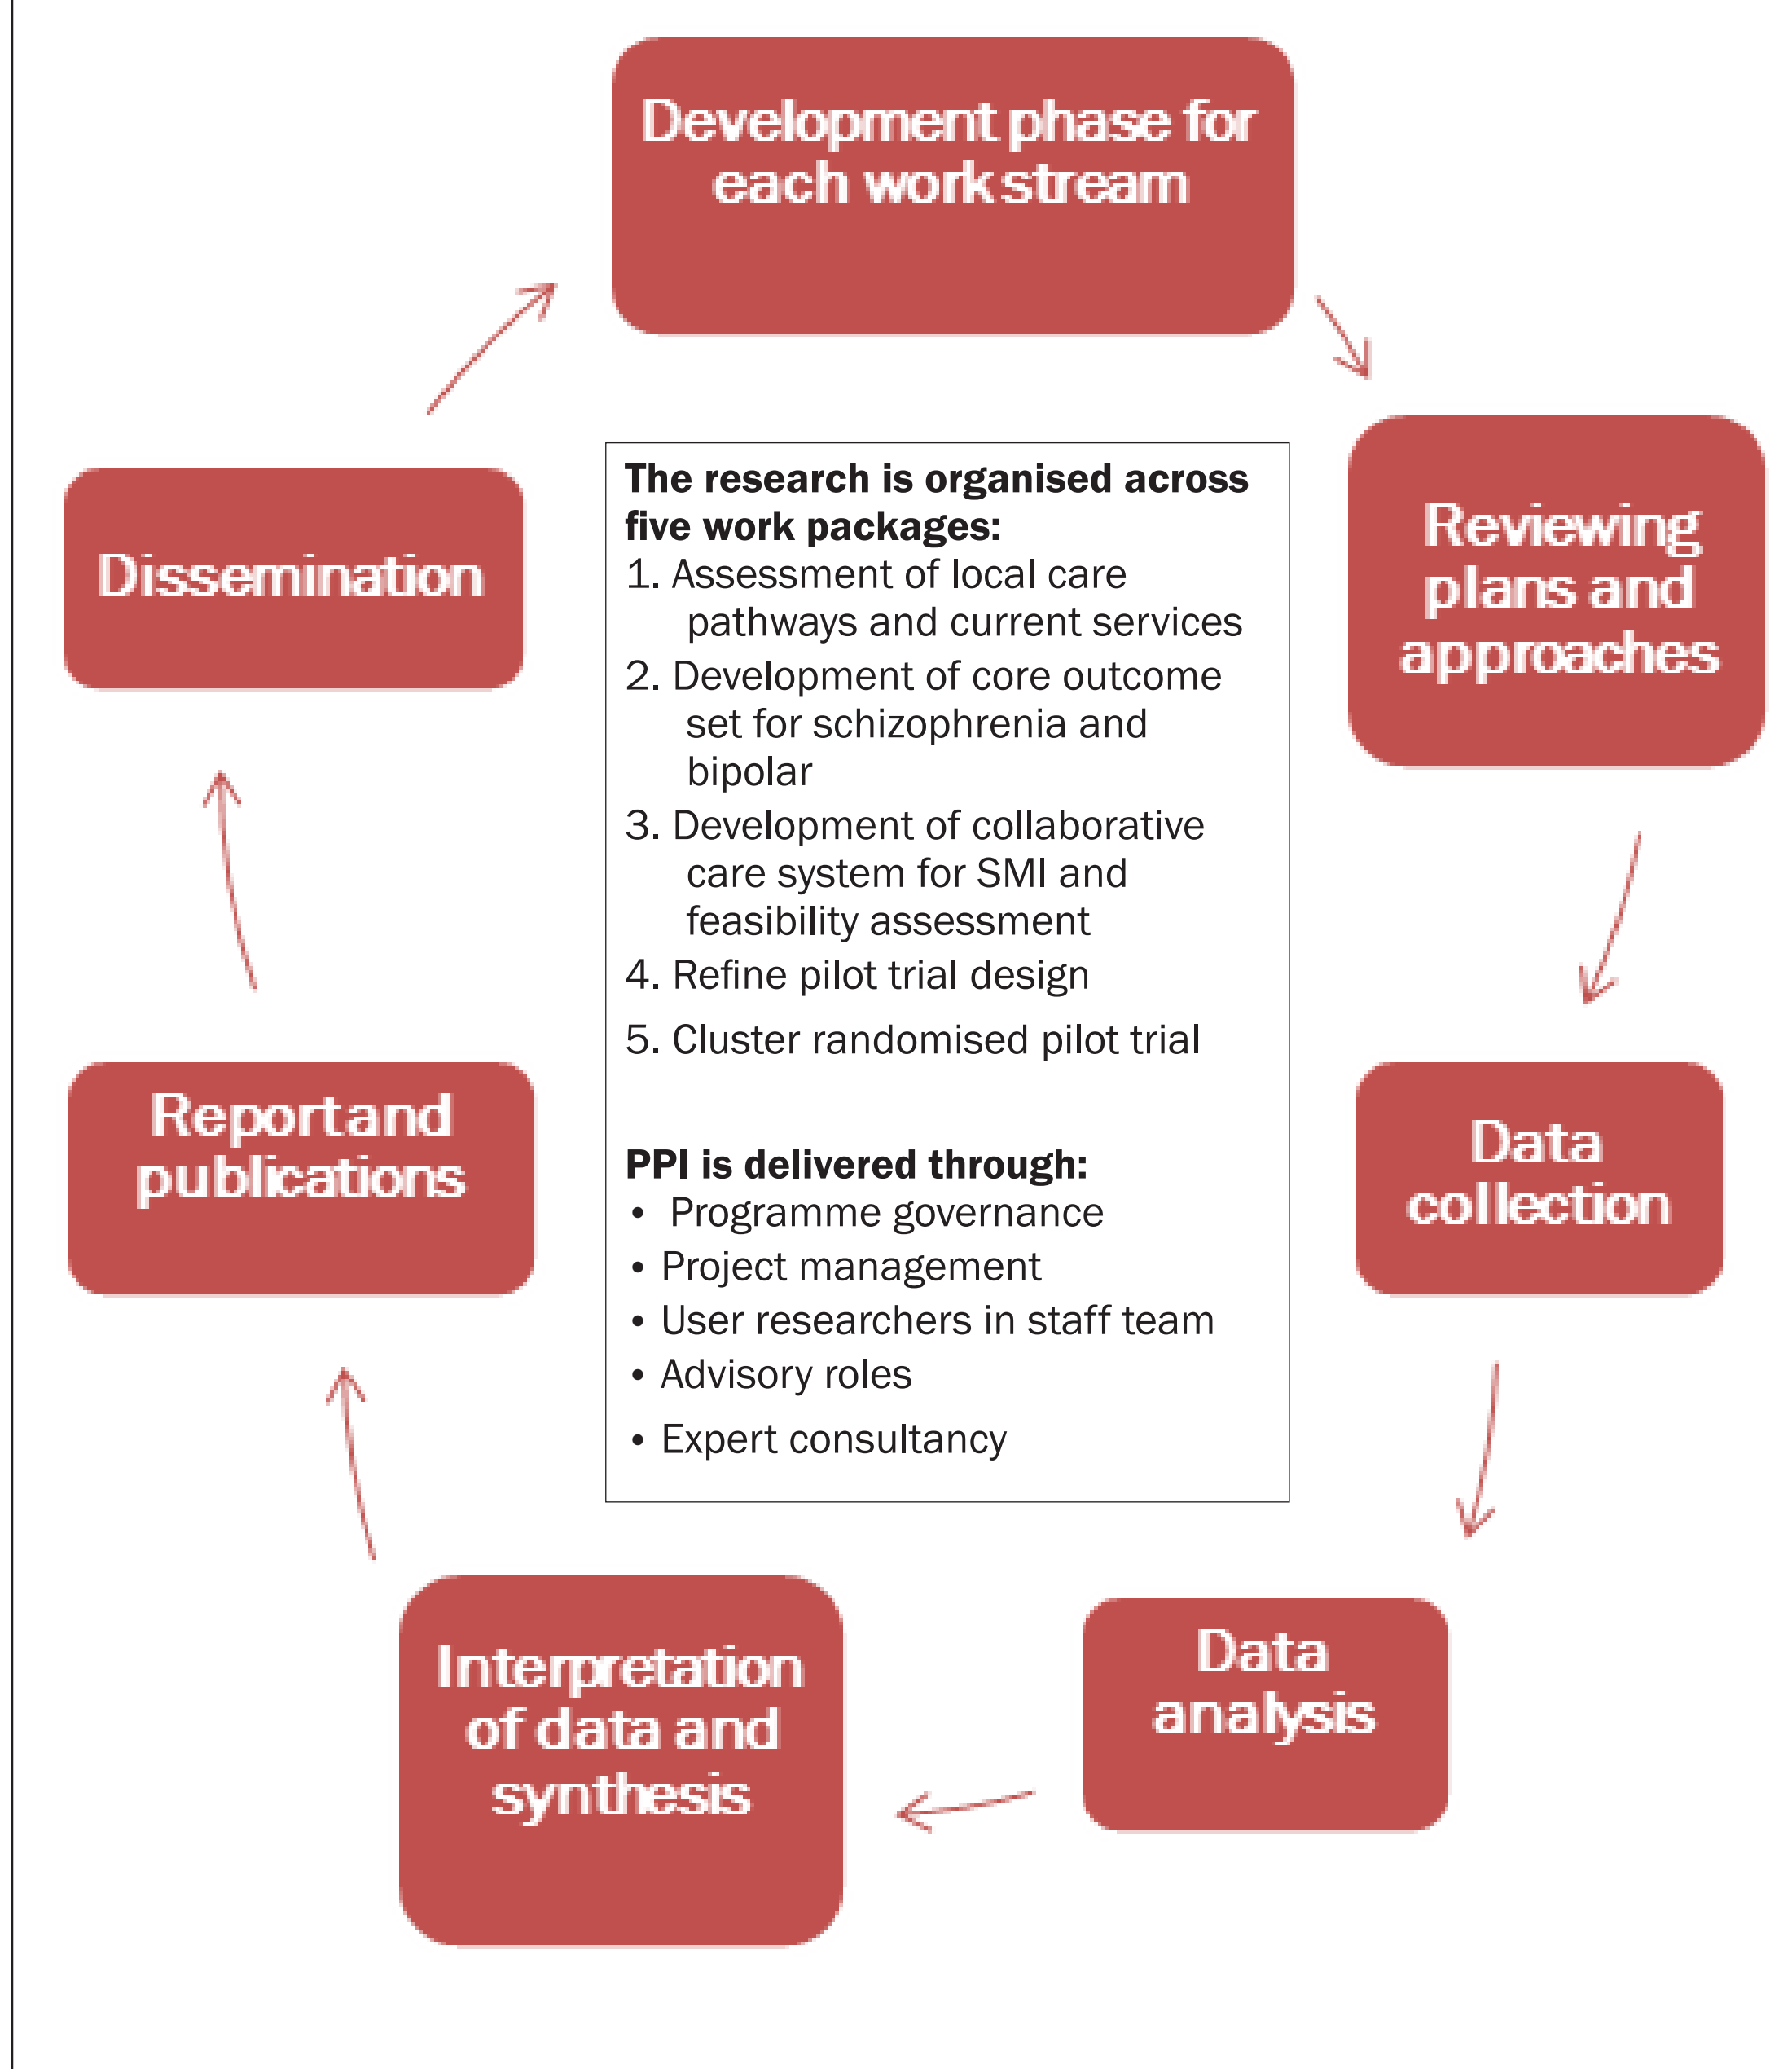 Development phase for
each work stream
Reviewing
plans and
approaches
Data
collection
Data
analysis
Interpretation
of data and
synthesis
Report and
publications
Dissemination
The research is organised across
five work packages:
1. Assessment of local care
pathways and current services
2. Development of core outcome
set for schizophrenia and
bipolar
3. Development of collaborative
care system for SMI and
feasibility assessment
4. Refine pilot trial design
5. Cluster randomised pilot trial
PPI is delivered through:
• Programme governance
• Project management
• User researchers in staff team
• Advisory roles
• Expert consultancy